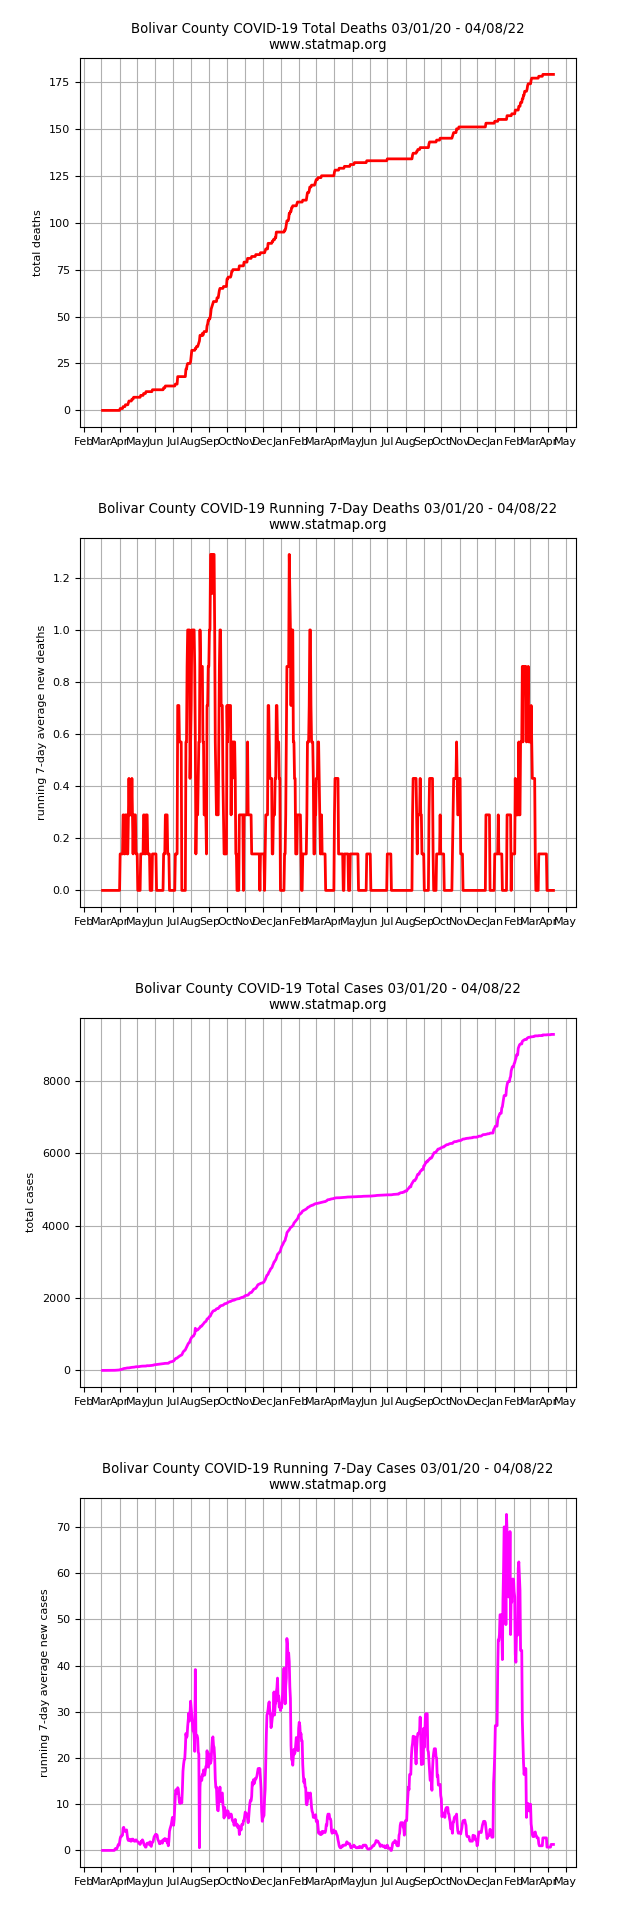 Bolivar County COVID-19 Total Deaths 03/01/20 - 04/08/22
www.statmap.org
total deaths
175
150
125
100
75
50
25
0
Feb Mar Apr May Jun Jul Aug Sep Oct Nov Dec Jan Feb Mar Apr May Jun Jul Aug Sep Oct Nov Dec Jan Feb Mar Apr May
Bolivar County COVID-19 Running 7-Day Deaths 03/01/20 - 04/08/22
www.statmap.org
running 7-day average new deaths
1.2
1.0
0.8
0.6
0.4
0.2
0.0
Feb Mar Apr May Jun Jul Aug Sep Oct Nov Dec Jan Feb Mar Apr May Jun Jul Aug Sep Oct Nov Dec Jan Feb Mar Apr May
Bolivar County COVID-19 Total Cases 03/01/20 - 04/08/22
www.statmap.org
total cases
8000
6000
4000
2000
0
Feb Mar Apr May Jun Jul Aug Sep Oct Nov Dec Jan Feb Mar Apr May Jun Jul Aug Sep Oct Nov Dec Jan Feb Mar Apr May
Bolivar County COVID-19 Running 7-Day Cases 03/01/20 - 04/08/22
www.statmap.org
running 7-day average new cases
70
60
50
40
30
20
10
0
Feb Mar Apr May Jun Jul Aug Sep Oct Nov Dec Jan Feb Mar Apr May Jun Jul Aug Sep Oct Nov Dec Jan Feb Mar Apr May